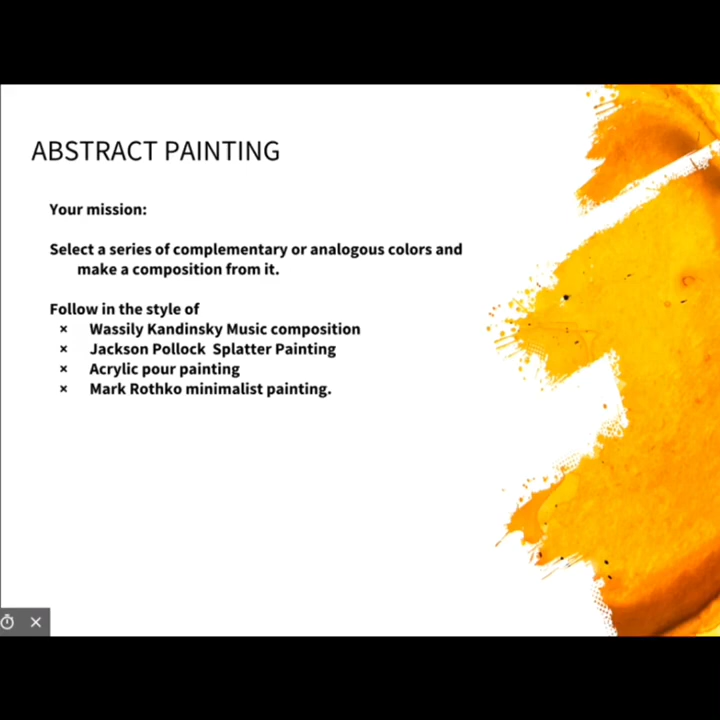 ABSTRACT PAINTING
Your mission:
Select a series of complementary or analogous colors and
make a composition from it.
Follow in the style of
× Wassily Kandinsky Music composition
× Jackson Pollock Splatter Painting
× Acrylic pour painting
× Mark Rothko minimalist painting.